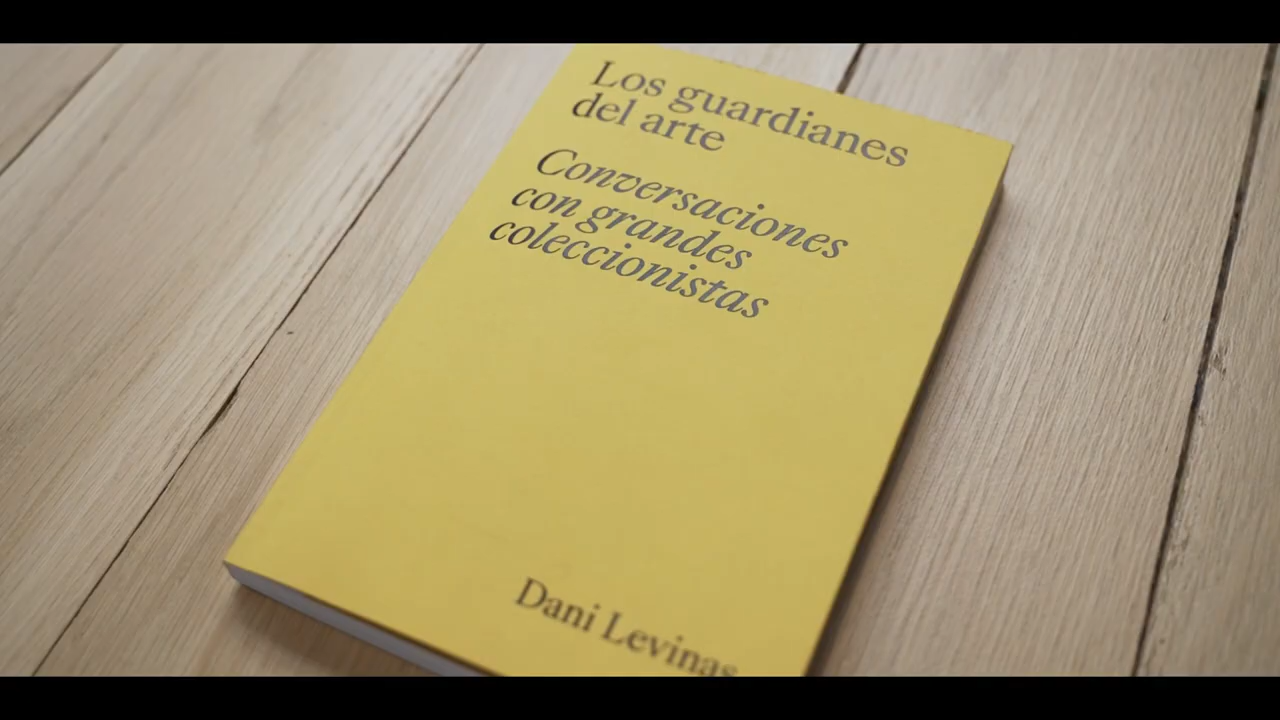 Los guardianes
del arte
Conversaciones
con grandes
coleccionistas
Dani Levinas